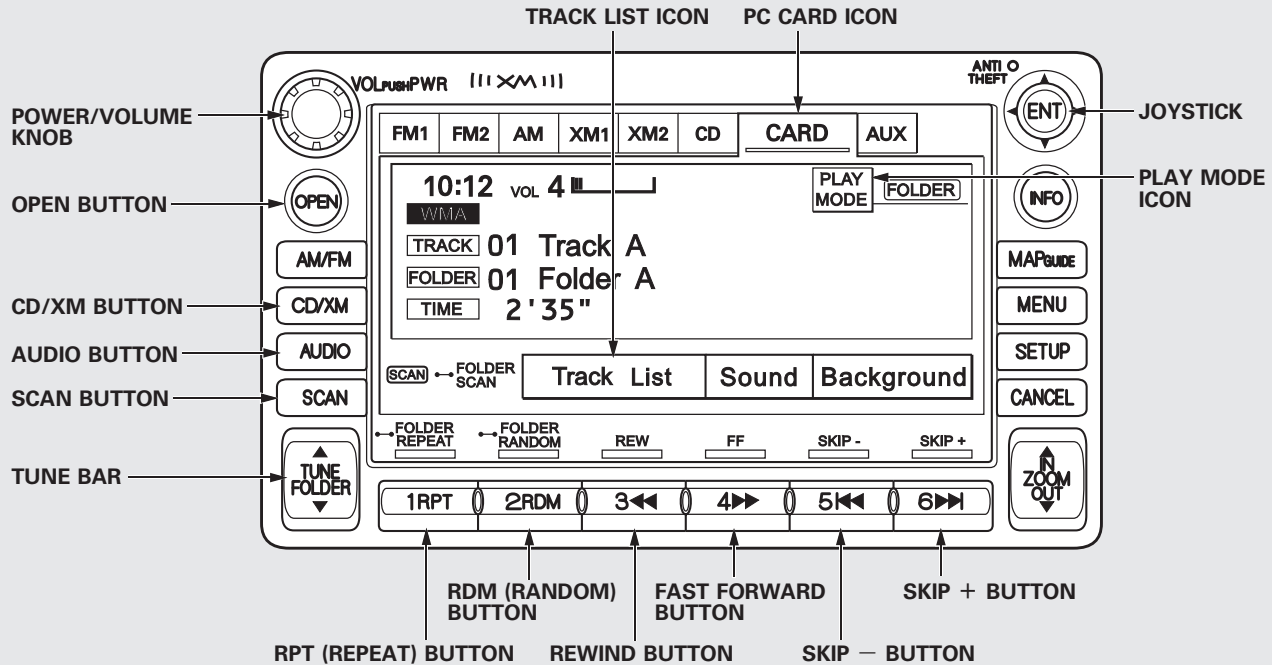 TRACK LIST ICON PC CARD ICON
VOL PUSH PWR XM ANTI THEFT
POWER/VOLUME
KNOB
ENT JOYSTICK
FM1 FM2 AM XM1 XM2 CD CARD AUX
10:12 VOL 4 PLAY
MODE FOLDER
PLAY MODE
ICON
OPEN BUTTON OPEN INFO
WMA
TRACK 01 Track A
AM/FM MAP GUIDE
FOLDER 01 Folder A
CD/XM BUTTON CD/XM TIME 2'35" MENU
AUDIO BUTTON AUDIO SETUP
SCAN FOLDER
SCAN Track List Sound Background
SCAN BUTTON SCAN CANCEL
FOLDER
REPEAT FOLDER
RANDOM REW FF SKIP - SKIP +
TUNE BAR TUNE
FOLDER IN
ZOOM
OUT
1RPT 2RDM 3 4 5 6
RDM (RANDOM)
BUTTON
FAST FORWARD
BUTTON
SKIP + BUTTON
RPT (REPEAT) BUTTON REWIND BUTTON SKIP − BUTTON